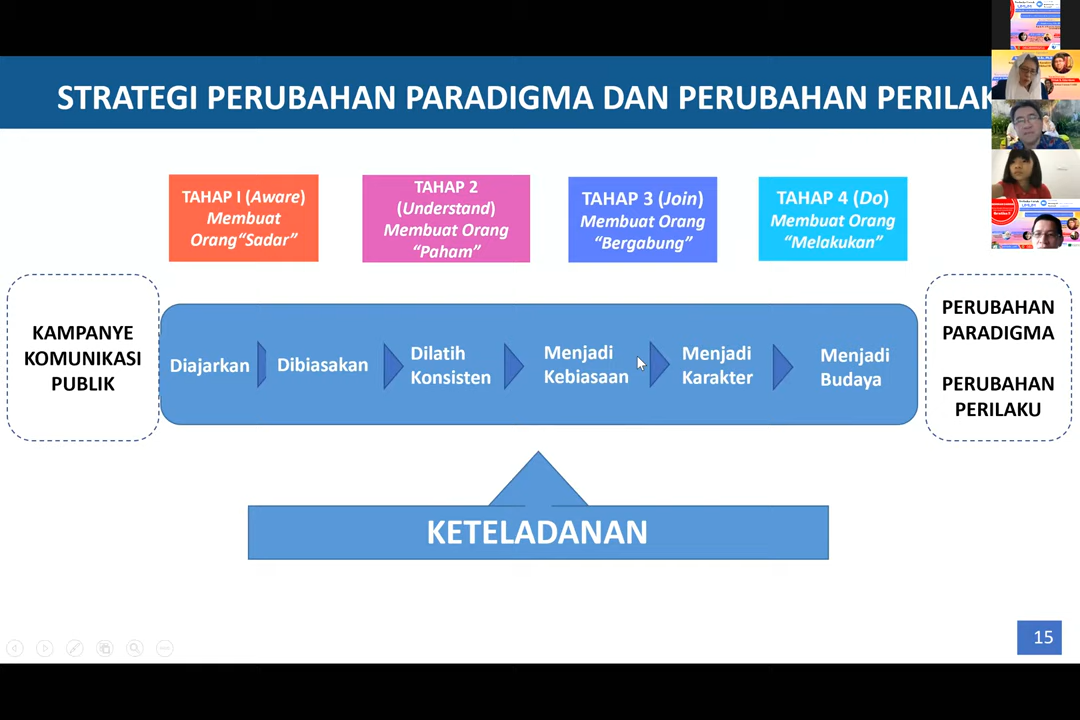 STRATEGI PERUBAHAN PARADIGMA DAN PERUBAHAN PERILAK
TAHAP I (Aware)
Membuat
Orang“Sadar”
TAHAP 2
(Understand)
Membuat Orang
“Paham”
TAHAP 3 (Join)
Membuat Orang
“Bergabung”
TAHAP 4 (Do)
Membuat Orang
“Melakukan”
KAMPANYE
KOMUNIKASI
PUBLIK
Diajarkan
Dibiasakan
Dilatih
Konsisten
Menjadi
Kebiasaan
Menjadi
Karakter
Menjadi
Budaya
PERUBAHAN
PARADIGMA
PERUBAHAN
PERILAKU
KETELADANAN
15